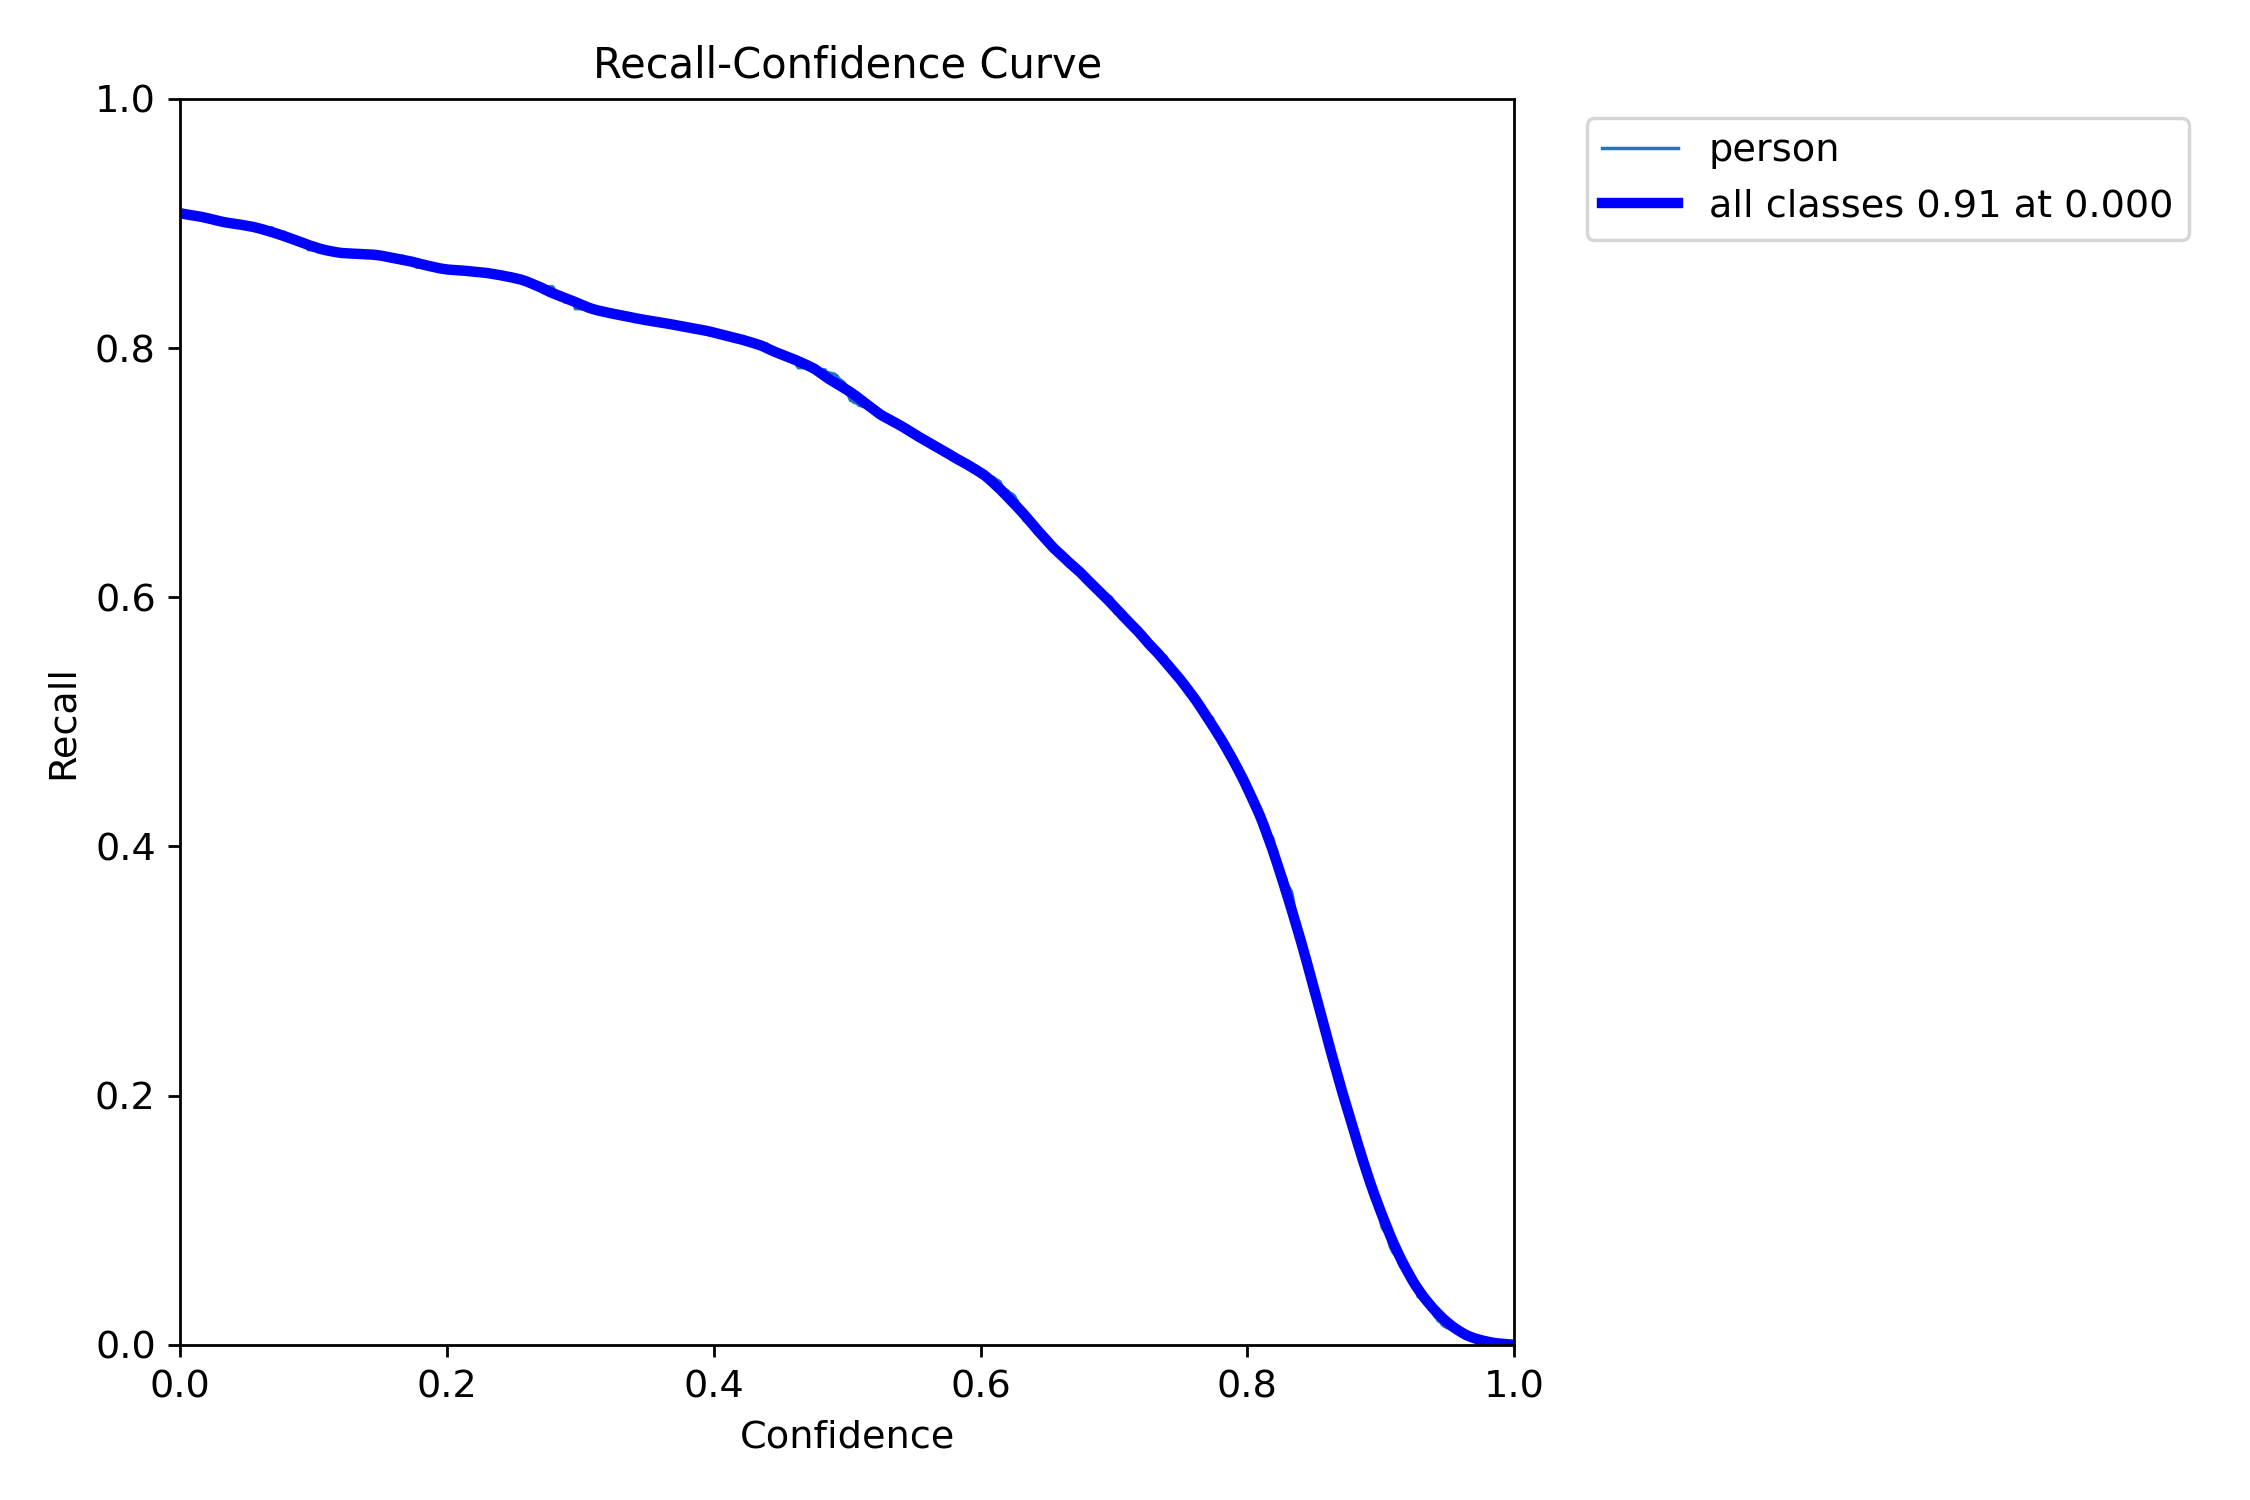 Recall-Confidence Curve
1.0
0.8
0.6
0.4
0.2
0.0
Recall
0.0 0.2 0.4 0.6 0.8 1.0
Confidence
person
all classes 0.91 at 0.000